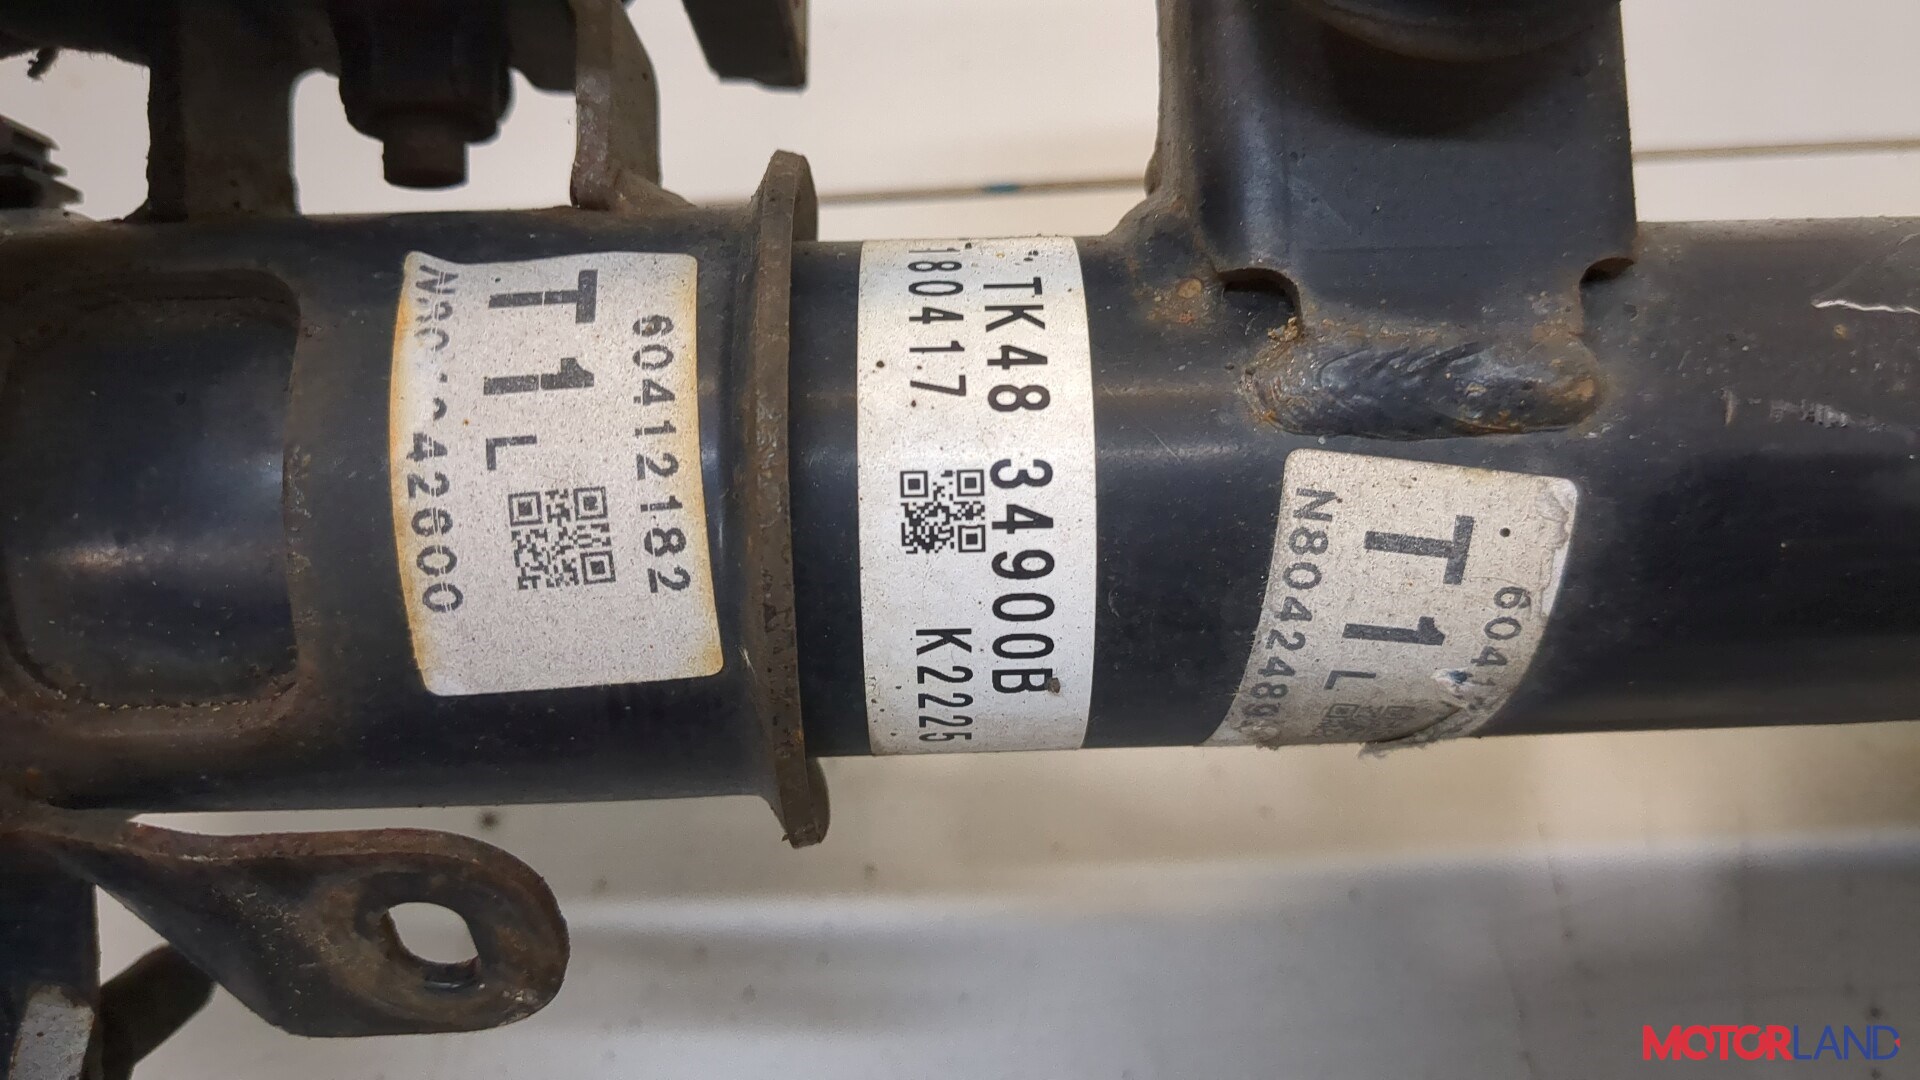 60412182
T1L
TK48 34900B
180417 K2225
T1L
MOTORLAND